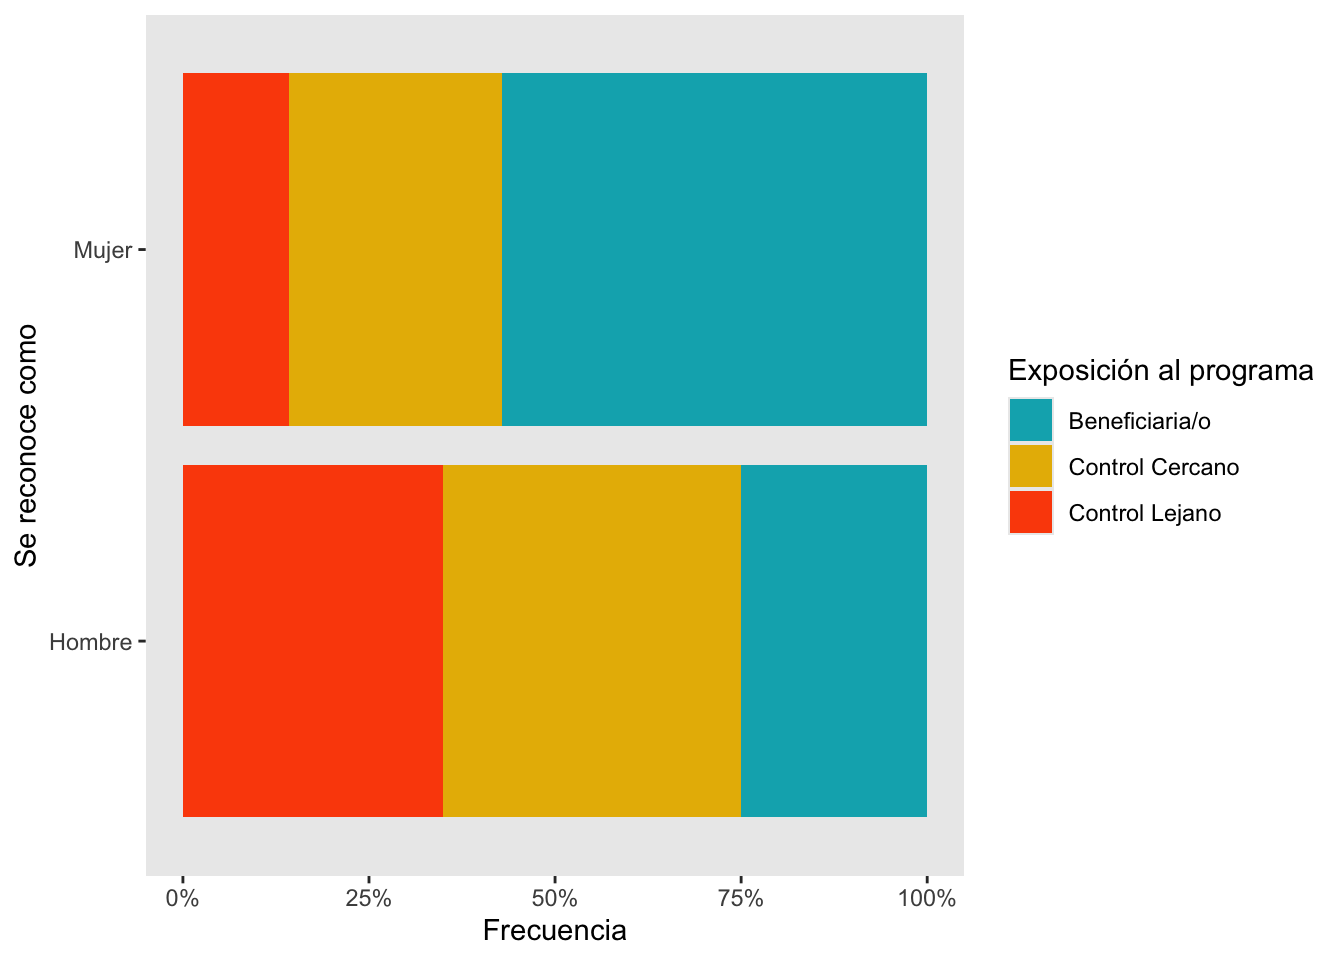 Se reconoce como
Mujer
Hombre
0% 25% 50% 75% 100%
Frecuencia
Exposición al programa
Beneficiaria/o
Control Cercano
Control Lejano